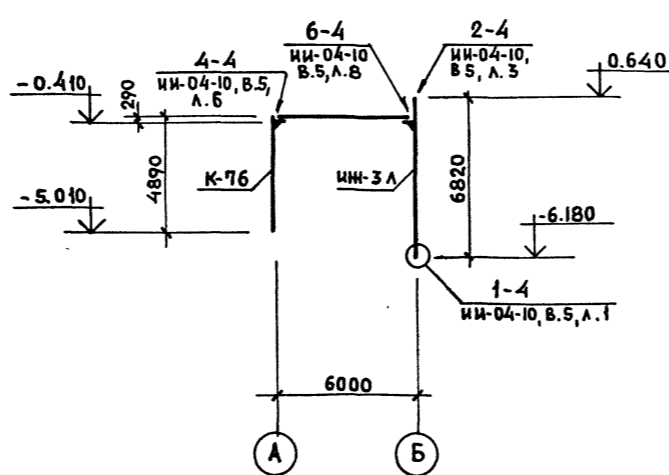 6-4
ИИ-04-10
В.5, Л.8
2-4
ИИ-04-10,
В 5, Л. 3
4-4
ИИ-04-10, В.5,
Л.6
-0.410
290
0.640
4890
К-76
ИЖ-3Л
6820
-5.010
-6.180
1-4
ИИ-04-10, В.5, Л.1
6000
А
Б